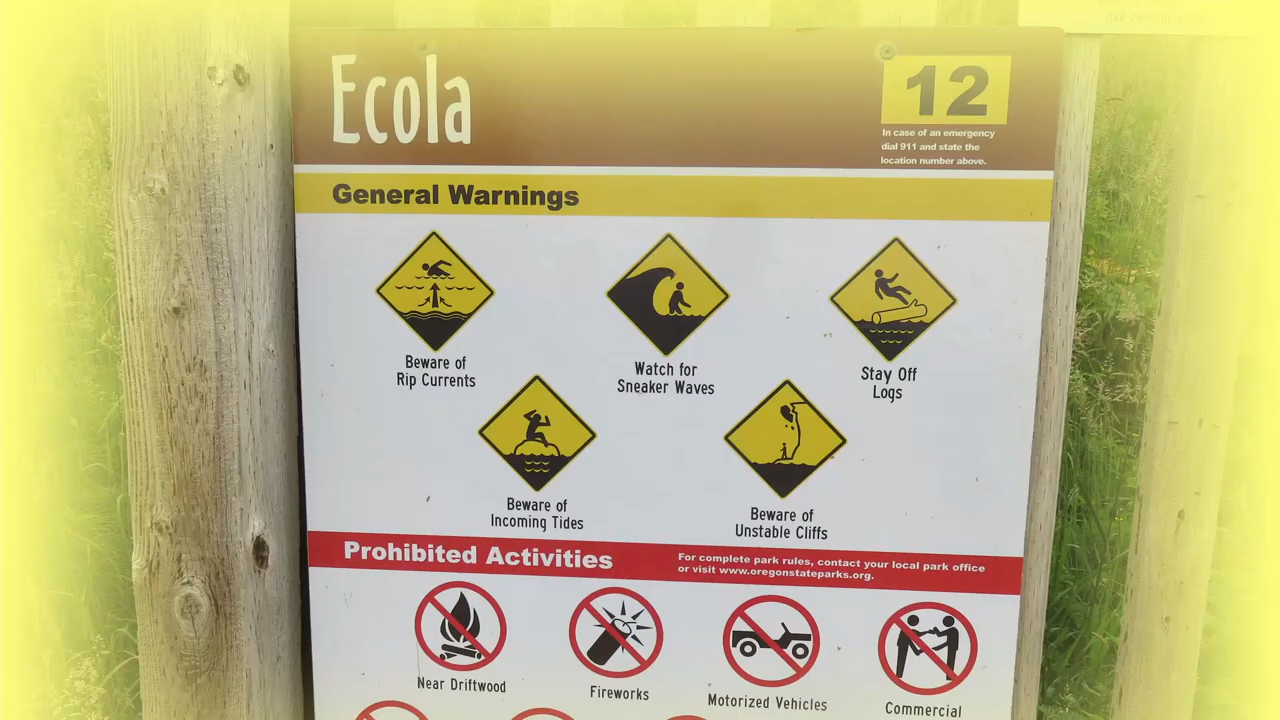 Ecola
12
In case of an emergency
dial 911 and state the
location number above.
General Warnings
Beware of
Rip Currents
Watch for
Sneaker Waves
Stay Off
Logs
Beware of
Incoming Tides
Beware of
Unstable Cliffs
Prohibited Activities
For complete park rules, contact your local park office
or visit www.oregonstateparks.org.
Near Driftwood
Fireworks
Motorized Vehicles
Commercial